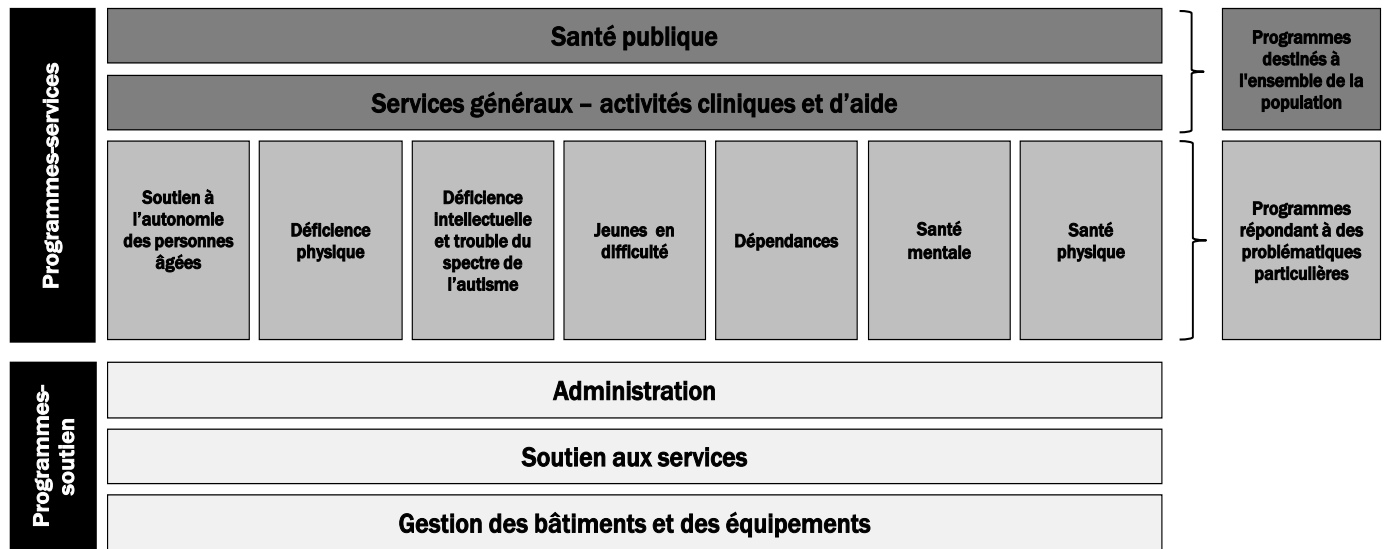 Programmes-services
Santé publique
Services généraux – activités cliniques et d’aide
Programmes
destinés à
l'ensemble de la
population
Soutien à
l’autonomie
des personnes
âgées
Déficience
physique
Déficience
intellectuelle
et trouble du
spectre de
l’autisme
Jeunes en
difficulté
Dépendances
Santé
mentale
Santé
physique
Programmes
répondant à des
problématiques
particulières
Programmes-
soutien
Administration
Soutien aux services
Gestion des bâtiments et des équipements